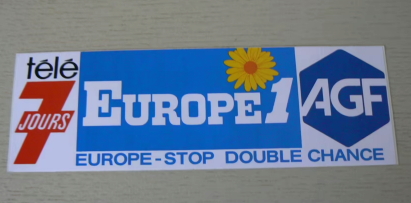 télé
7
JOURS
EUROPE 1
AGF
EUROPE-STOP DOUBLE CHANCE